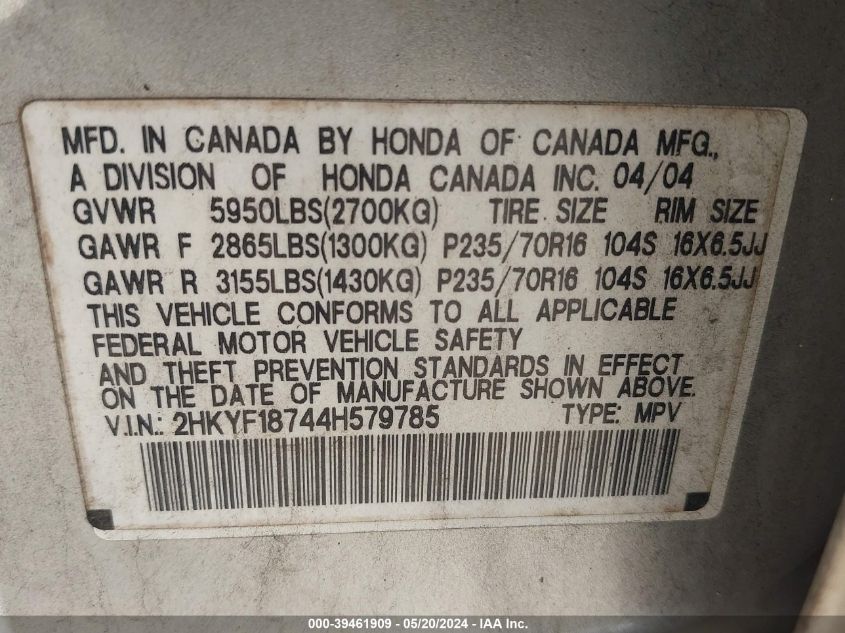 MFD. IN CANADA BY HONDA OF CANADA MFG.,
A DIVISION OF HONDA CANADA INC. 04/04
GVWR 5950LBS(2700KG) TIRE SIZE RIM SIZE
GAWR F 2865LBS(1300KG) P235/70R16 104S 16X6.5JJ
GAWR R 3155LBS(1430KG) P235/70R16 104S 16X6.5JJ
THIS VEHICLE CONFORMS TO ALL APPLICABLE
FEDERAL MOTOR VEHICLE SAFETY
AND THEFT PREVENTION STANDARDS IN EFFECT
ON THE DATE OF MANUFACTURE SHOWN ABOVE.
V.I.N.: 2HKYF18744H579785 TYPE: MPV
000-39461909 - 05/20/2024 - IAA Inc.